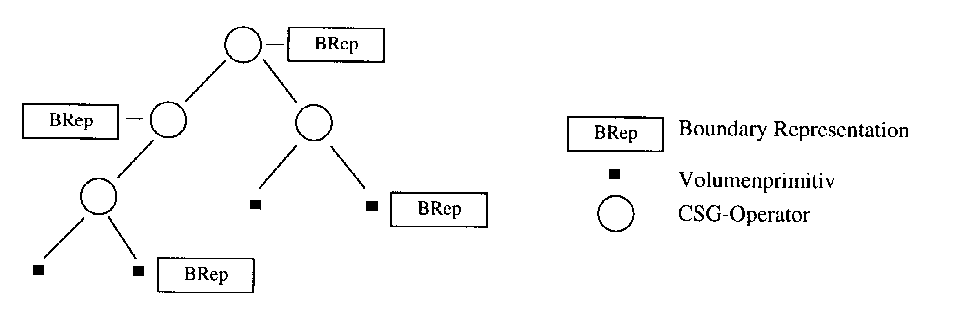 BRep
BRep
BRep
BRep
BRep Boundary Representation
Volumenprimitiv
CSG-Operator